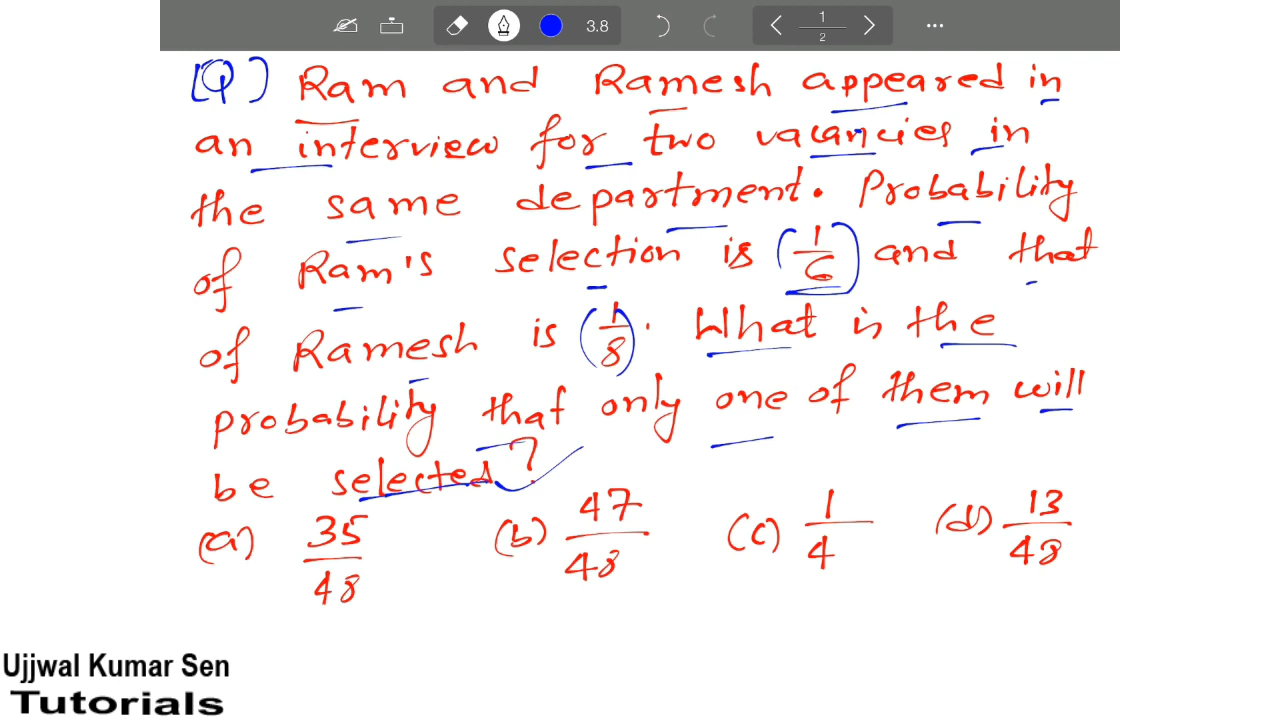 3.8
1
2
[Q] Ram and Ramesh appeared in
an interview for two vacancies in
the same department. Probability
of Ram's selection is (1/6) and that
of Ramesh is (1/8). What is the
probability that only one of them will
be selected?
(a) 35/48 (b) 47/48 (c) 1/4 (d) 13/48
Ujjwal Kumar Sen
Tutorials